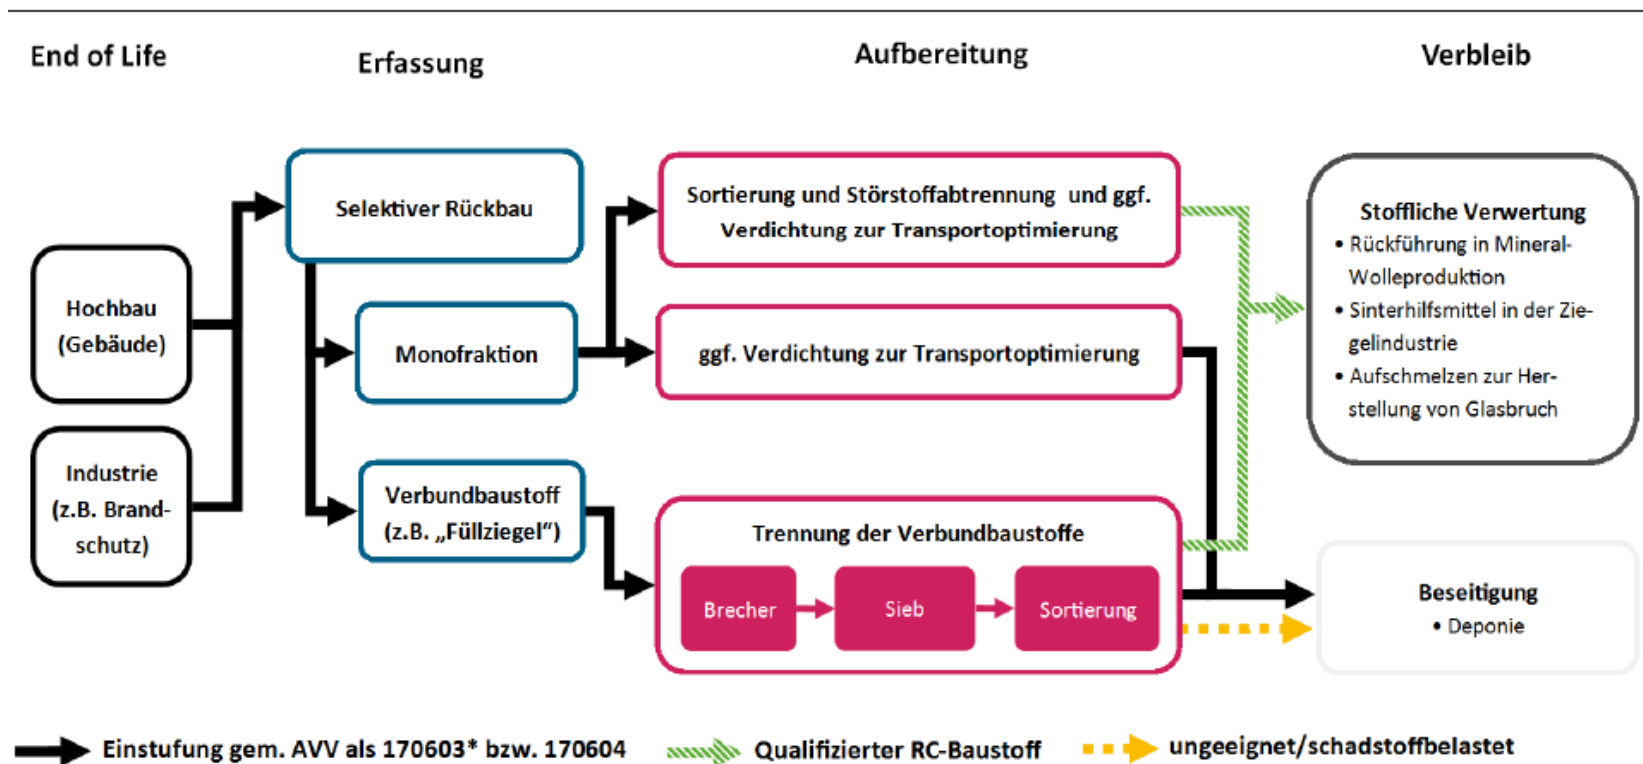 End of Life
Erfassung
Aufbereitung
Verbleib
Hochbau
(Gebäude)
Industrie
(z.B. Brand-
schutz)
Selektiver Rückbau
Monofraktion
Verbundbaustoff
(z.B. „Füllziegel“)
Sortierung und Störstoffabtrennung und ggf.
Verdichtung zur Transportoptimierung
ggf. Verdichtung zur Transportoptimierung
Trennung der Verbundbaustoffe
Brecher
Sieb
Sortierung
Stoffliche Verwertung
• Rückführung in Mineral-
Wolleproduktion
• Sinterhilfsmittel in der Zie-
gelindustrie
• Aufschmelzen zur Her-
stellung von Glasbruch
Beseitigung
• Deponie
Einstufung gem. AVV als 170603* bzw. 170604
Qualifizierter RC-Baustoff
ungeeignet/schadstoffbelastet